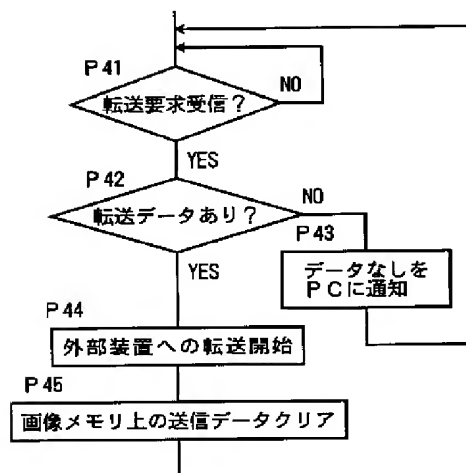 P41
転送要求受信？
NO
YES
P42
転送データあり？
NO
P43
YES
データなしを
PCに通知
P44
外部装置への転送開始
P45
画像メモリ上の送信データクリア